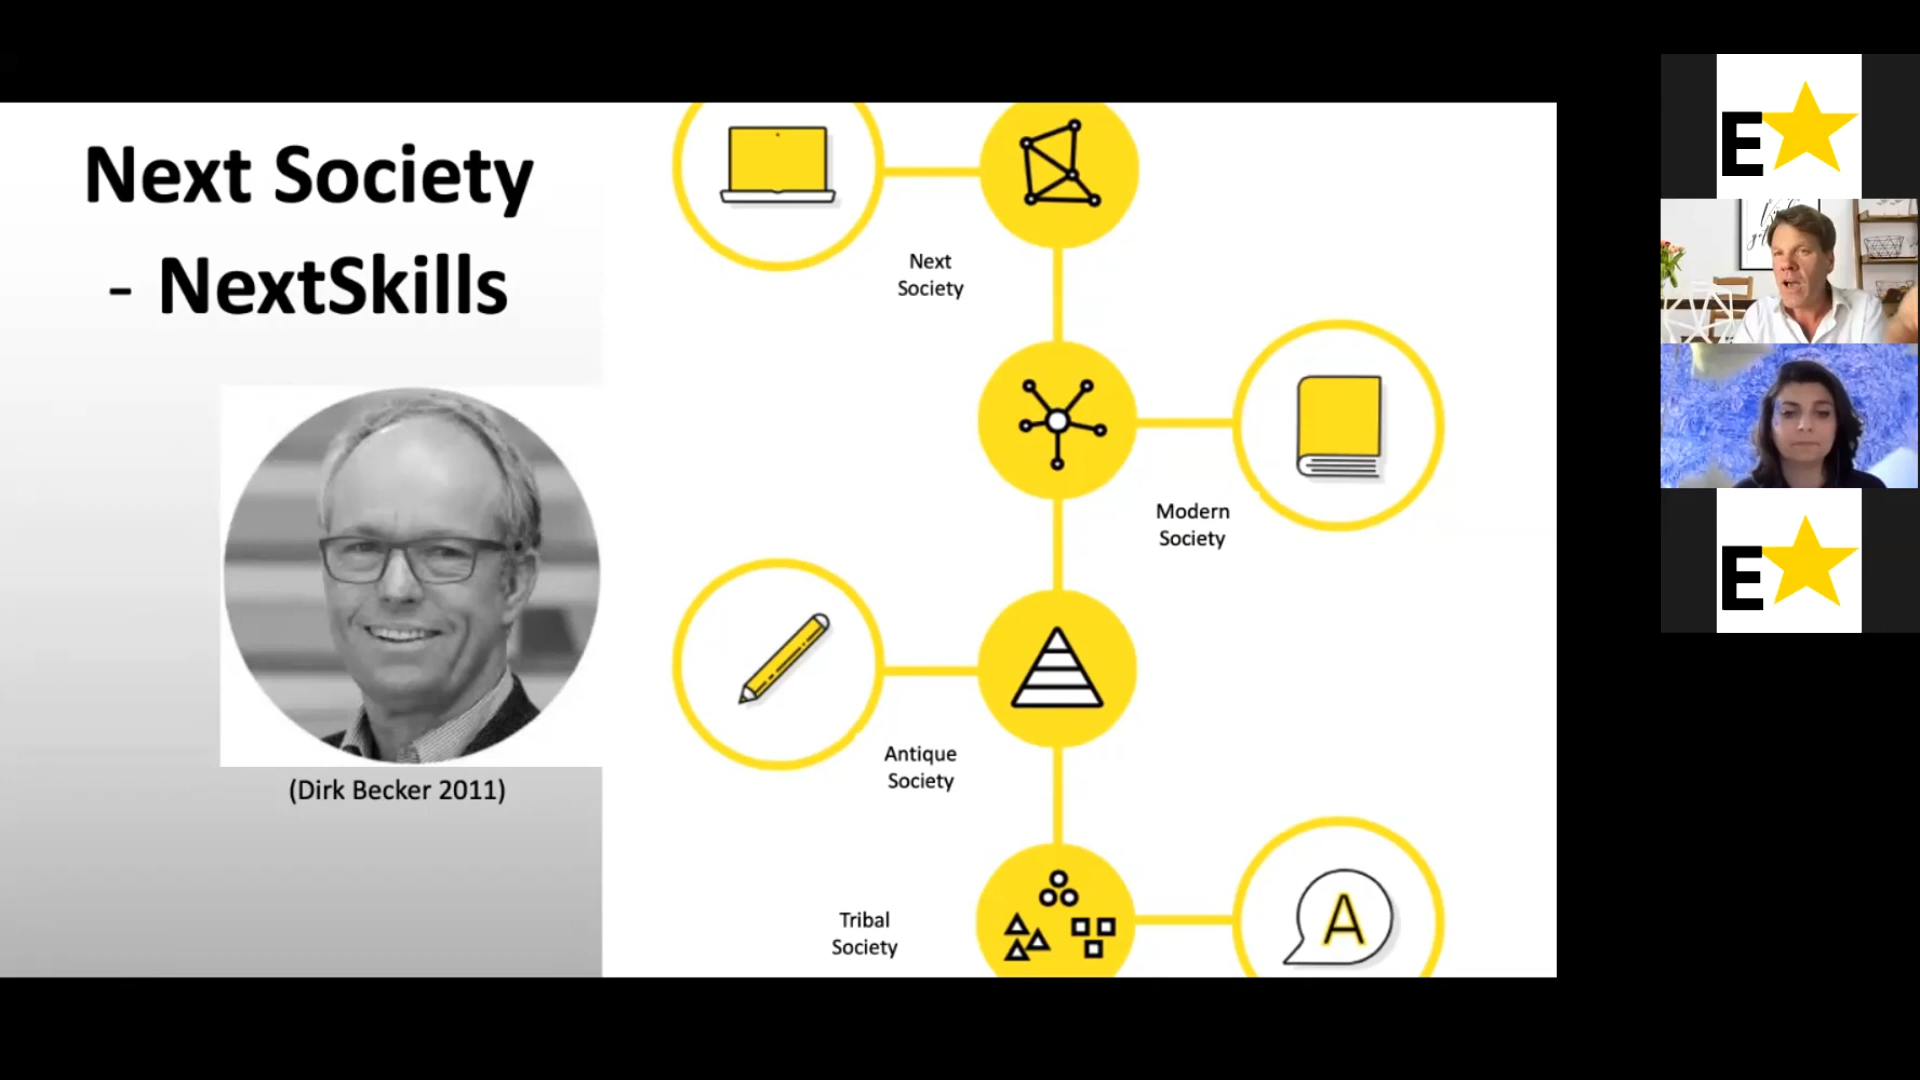 Next Society
- NextSkills
(Dirk Becker 2011)
Next
Society
Modern
Society
Antique
Society
Tribal
Society
A
E
E